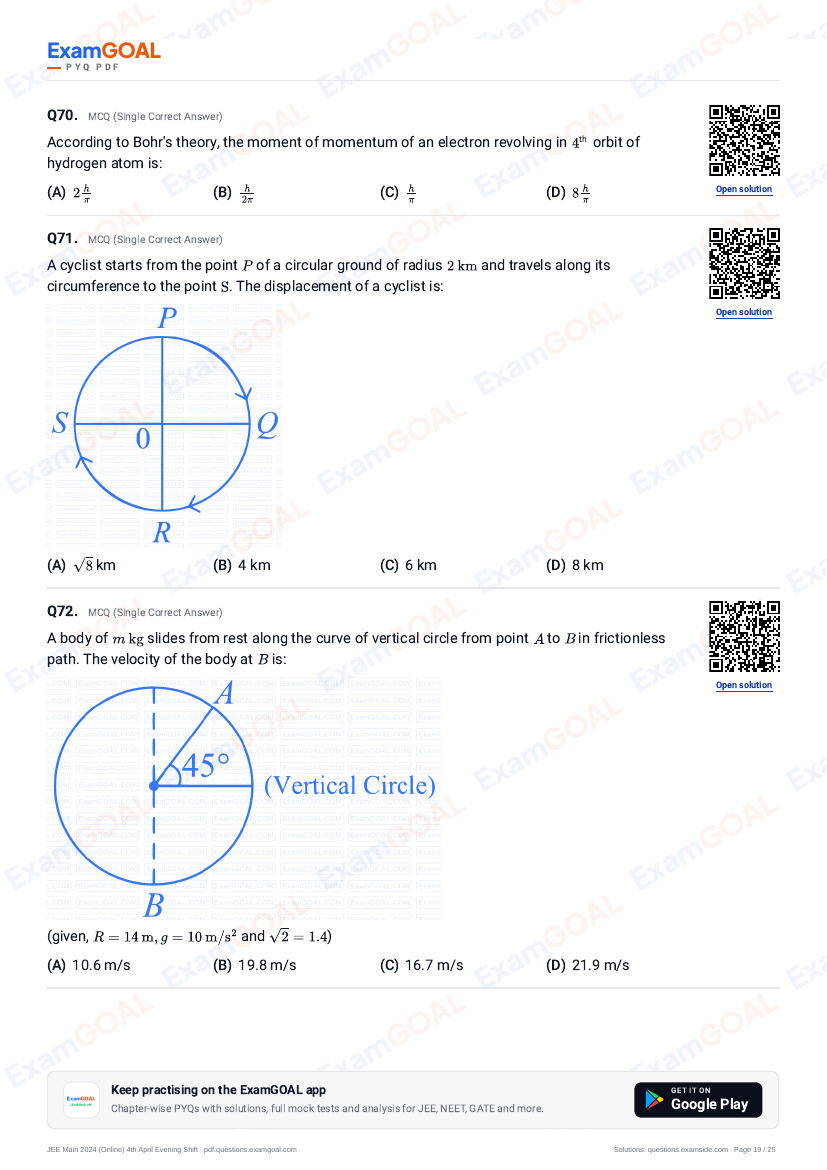 ExamGOAL
PYQ PDF
Q70. MCQ (Single Correct Answer)
According to Bohr's theory, the moment of momentum of an electron revolving in 4th orbit of
hydrogen atom is:
(A) 2 h/π (B) h/2π (C) h/π (D) 8 h/π
Open solution
Q71. MCQ (Single Correct Answer)
A cyclist starts from the point P of a circular ground of radius 2 km and travels along its
circumference to the point S. The displacement of a cyclist is:
Open solution
P
S
0
Q
R
(A) √8 km (B) 4 km (C) 6 km (D) 8 km
Q72. MCQ (Single Correct Answer)
A body of m kg slides from rest along the curve of vertical circle from point A to B in frictionless
path. The velocity of the body at B is:
Open solution
A
45°
(Vertical Circle)
B
(given, R = 14 m, g = 10 m/s² and √2 = 1.4)
(A) 10.6 m/s (B) 19.8 m/s (C) 16.7 m/s (D) 21.9 m/s
Keep practising on the ExamGOAL app
Chapter-wise PYQs with solutions, full mock tests and analysis for JEE, NEET, GATE and more.
GET IT ON
Google Play
JEE Main 2024 (Online) 4th April Evening Shift · pdf.questions.examgoal.com
Solutions: questions.examside.com · Page 19 / 25